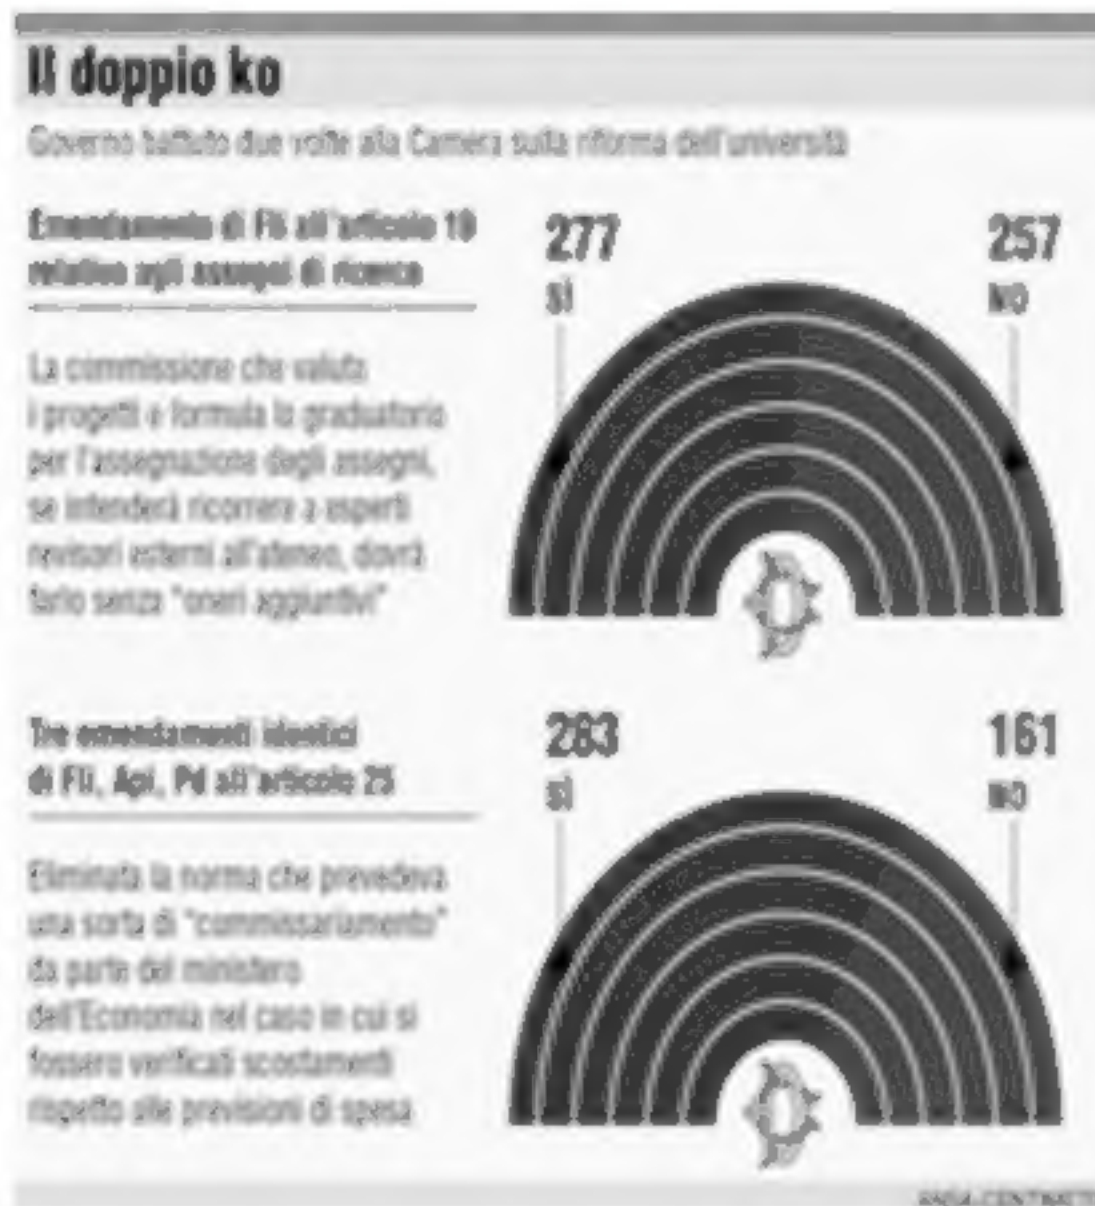 Il doppio ko
Governo battuto due volte alla Camera sulla riforma dell'università
Emendamento di Fli all'articolo 19
relativo agli assegni di ricerca
277
SÌ
257
NO
La commissione che valuta
i progetti e formula le graduatorie
per l'assegnazione degli assegni,
se intenderà ricorrere a esperti
revisori esterni all'ateneo, dovrà
farlo senza "oneri aggiuntivi"
Tre emendamenti identici
di Fli, Api, Pd all'articolo 25
283
SÌ
161
NO
Eliminata la norma che prevedeva
una sorta di "commissariamento"
da parte del ministero
dell'Economia nel caso in cui si
fossero verificati scostamenti
rispetto alle previsioni di spesa